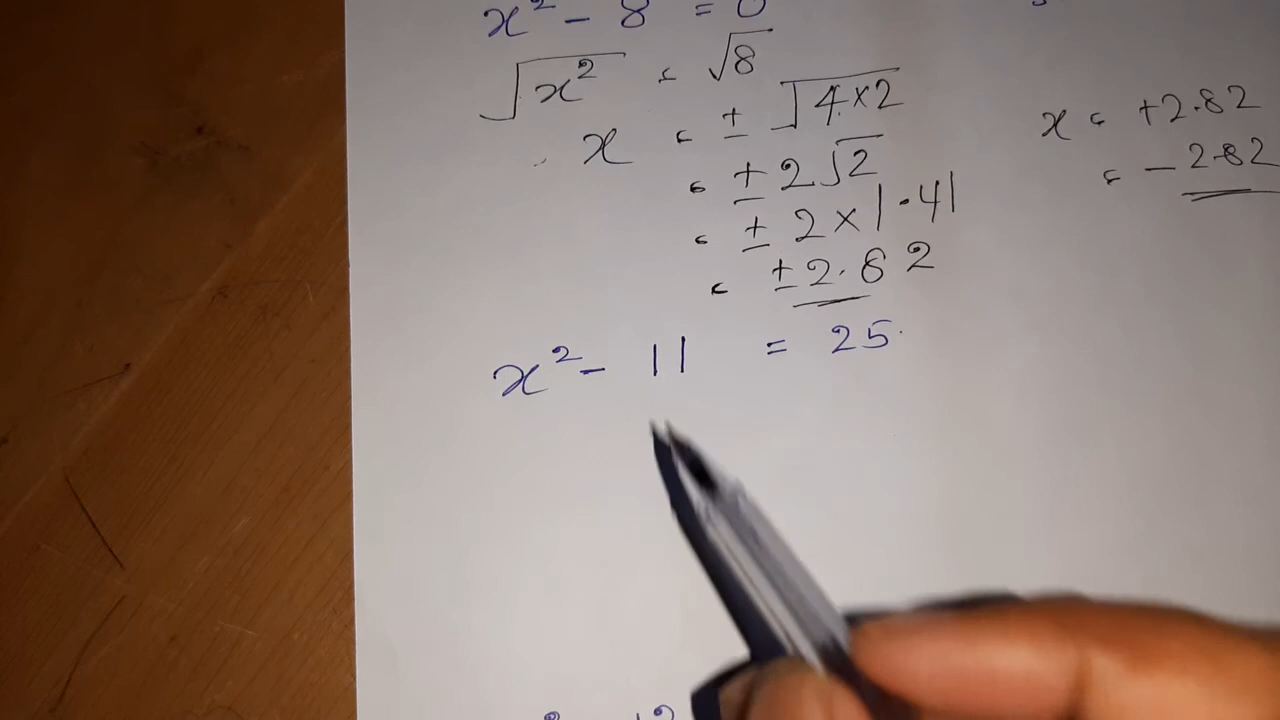 x² - 8 = 0
√x² = √8
x = ± √4×2
= ± 2√2
= ± 2×1.41
= ±2.82
x = +2.82
= -2.82
x² - 11 = 25